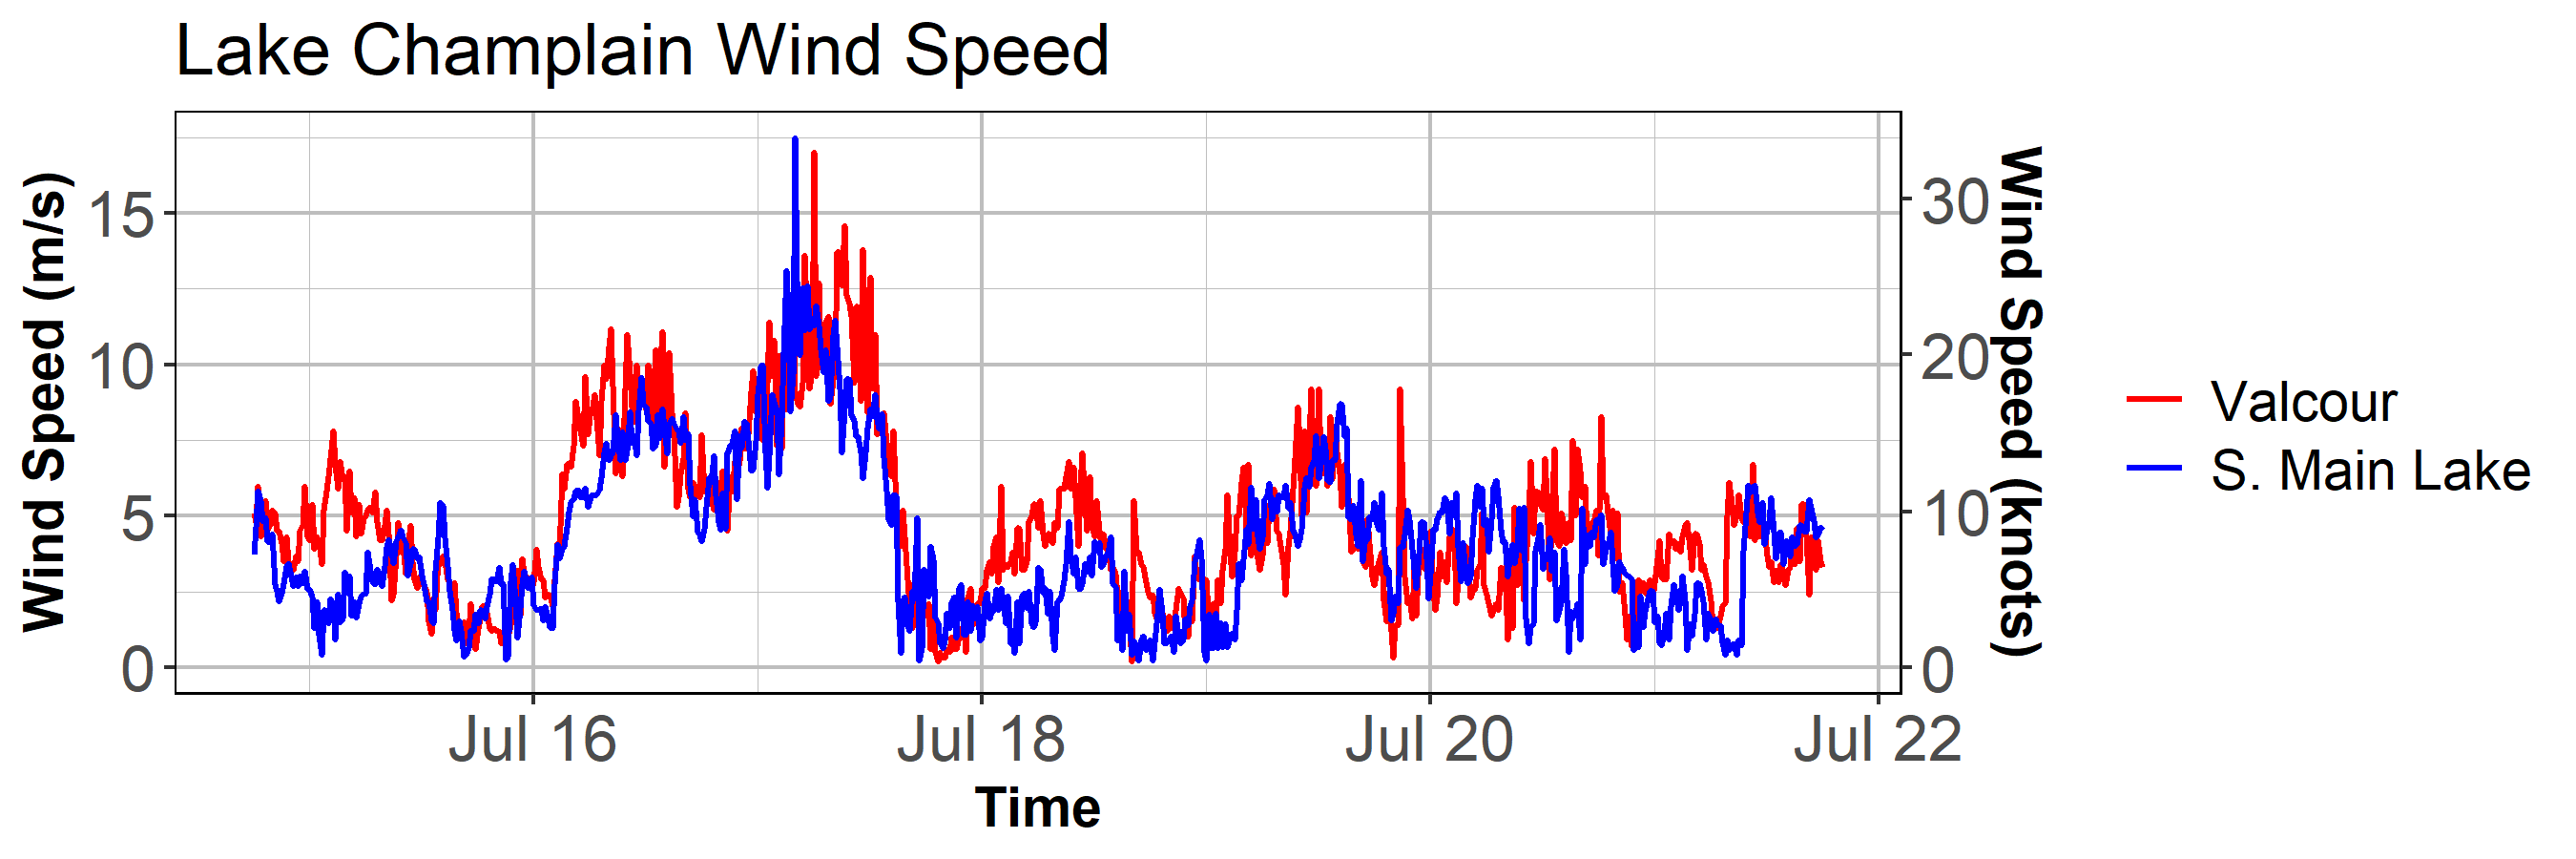 Lake Champlain Wind Speed
Wind Speed (m/s)
15
10
5
0
30
20
10
0
Wind Speed (knots)
Jul 16
Jul 18
Jul 20
Jul 22
Time
Valcour
S. Main Lake